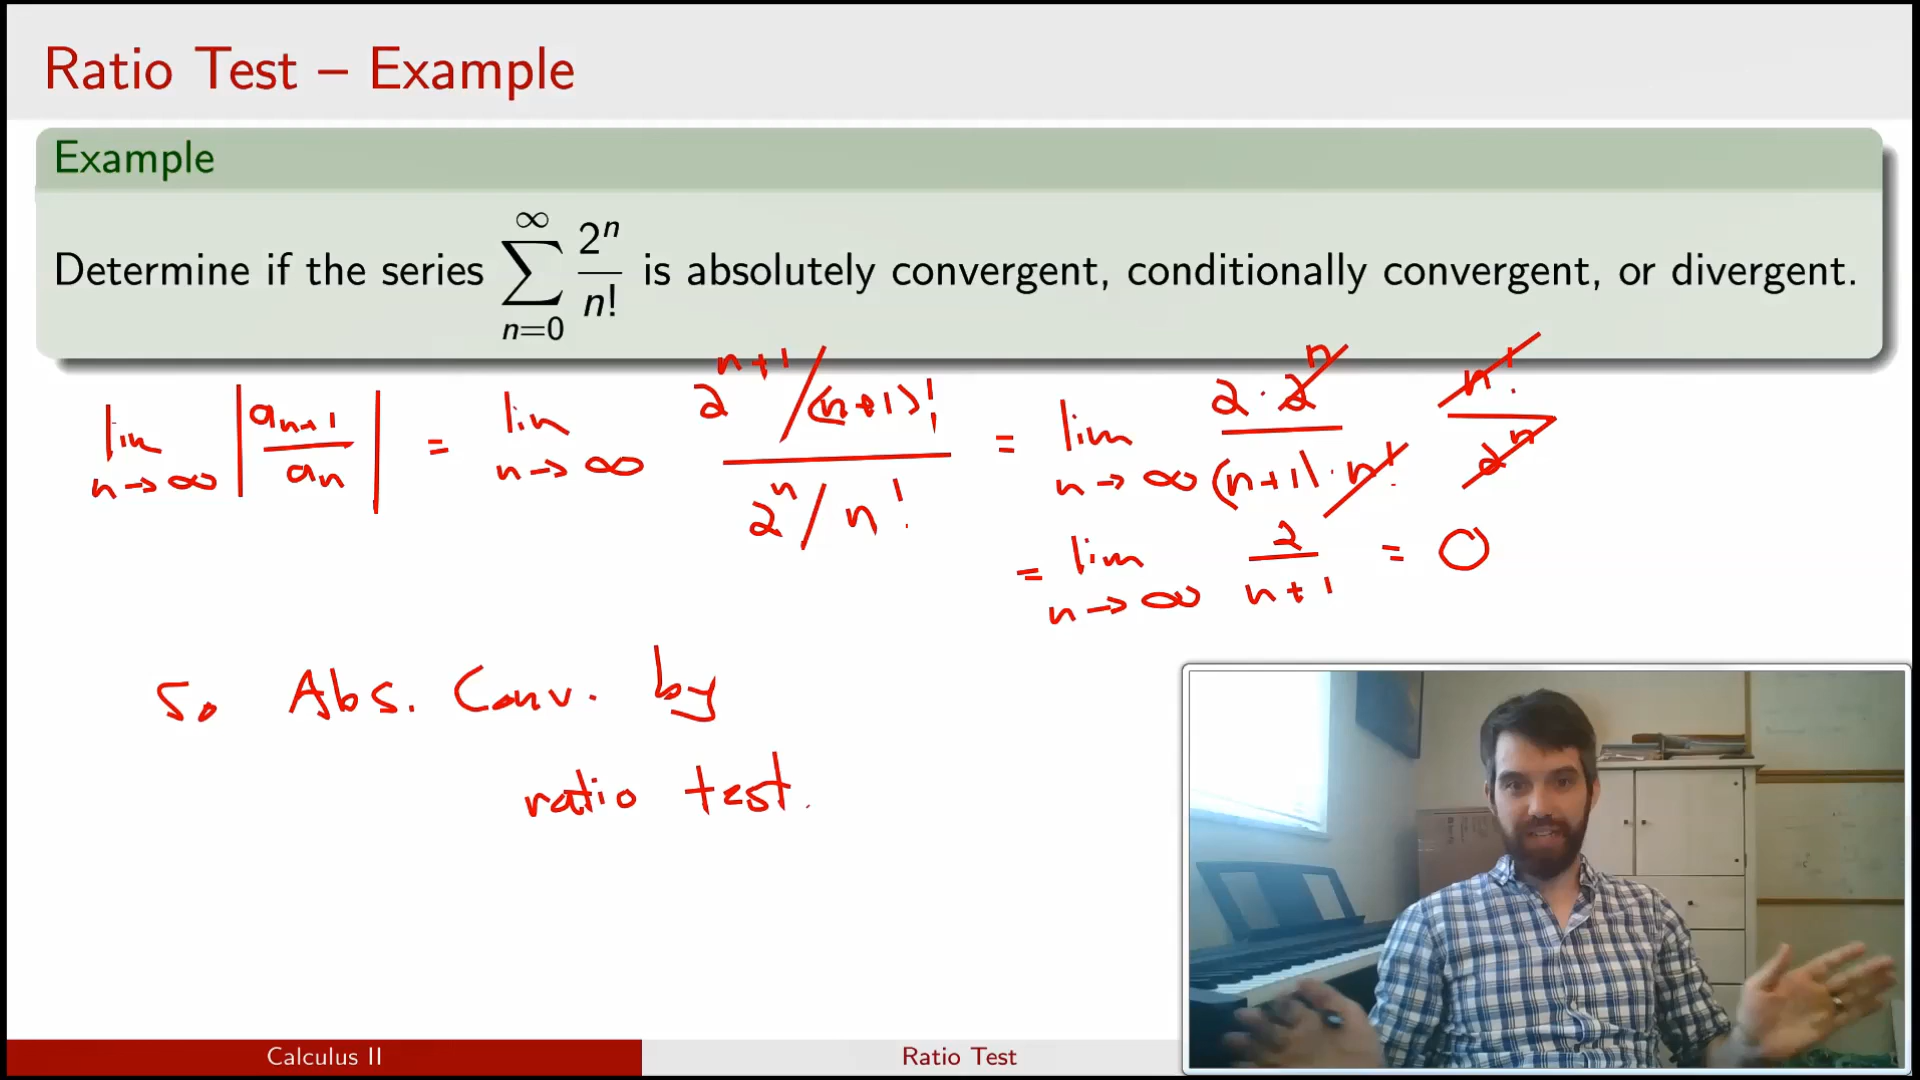 Ratio Test – Example
Example
Determine if the series ∑_{n=0}^{∞} 2^n/n! is absolutely convergent, conditionally convergent, or divergent.
lim_{n→∞} |a_{n+1}/a_n| = lim_{n→∞} (2^{n+1}/(n+1)!)/(2^n/n!) = lim_{n→∞} (2·2^n)/((n+1)·n!) n!/2^n
= lim_{n→∞} 2/(n+1) = 0
So Abs. Conv. by
ratio test.
Calculus II
Ratio Test